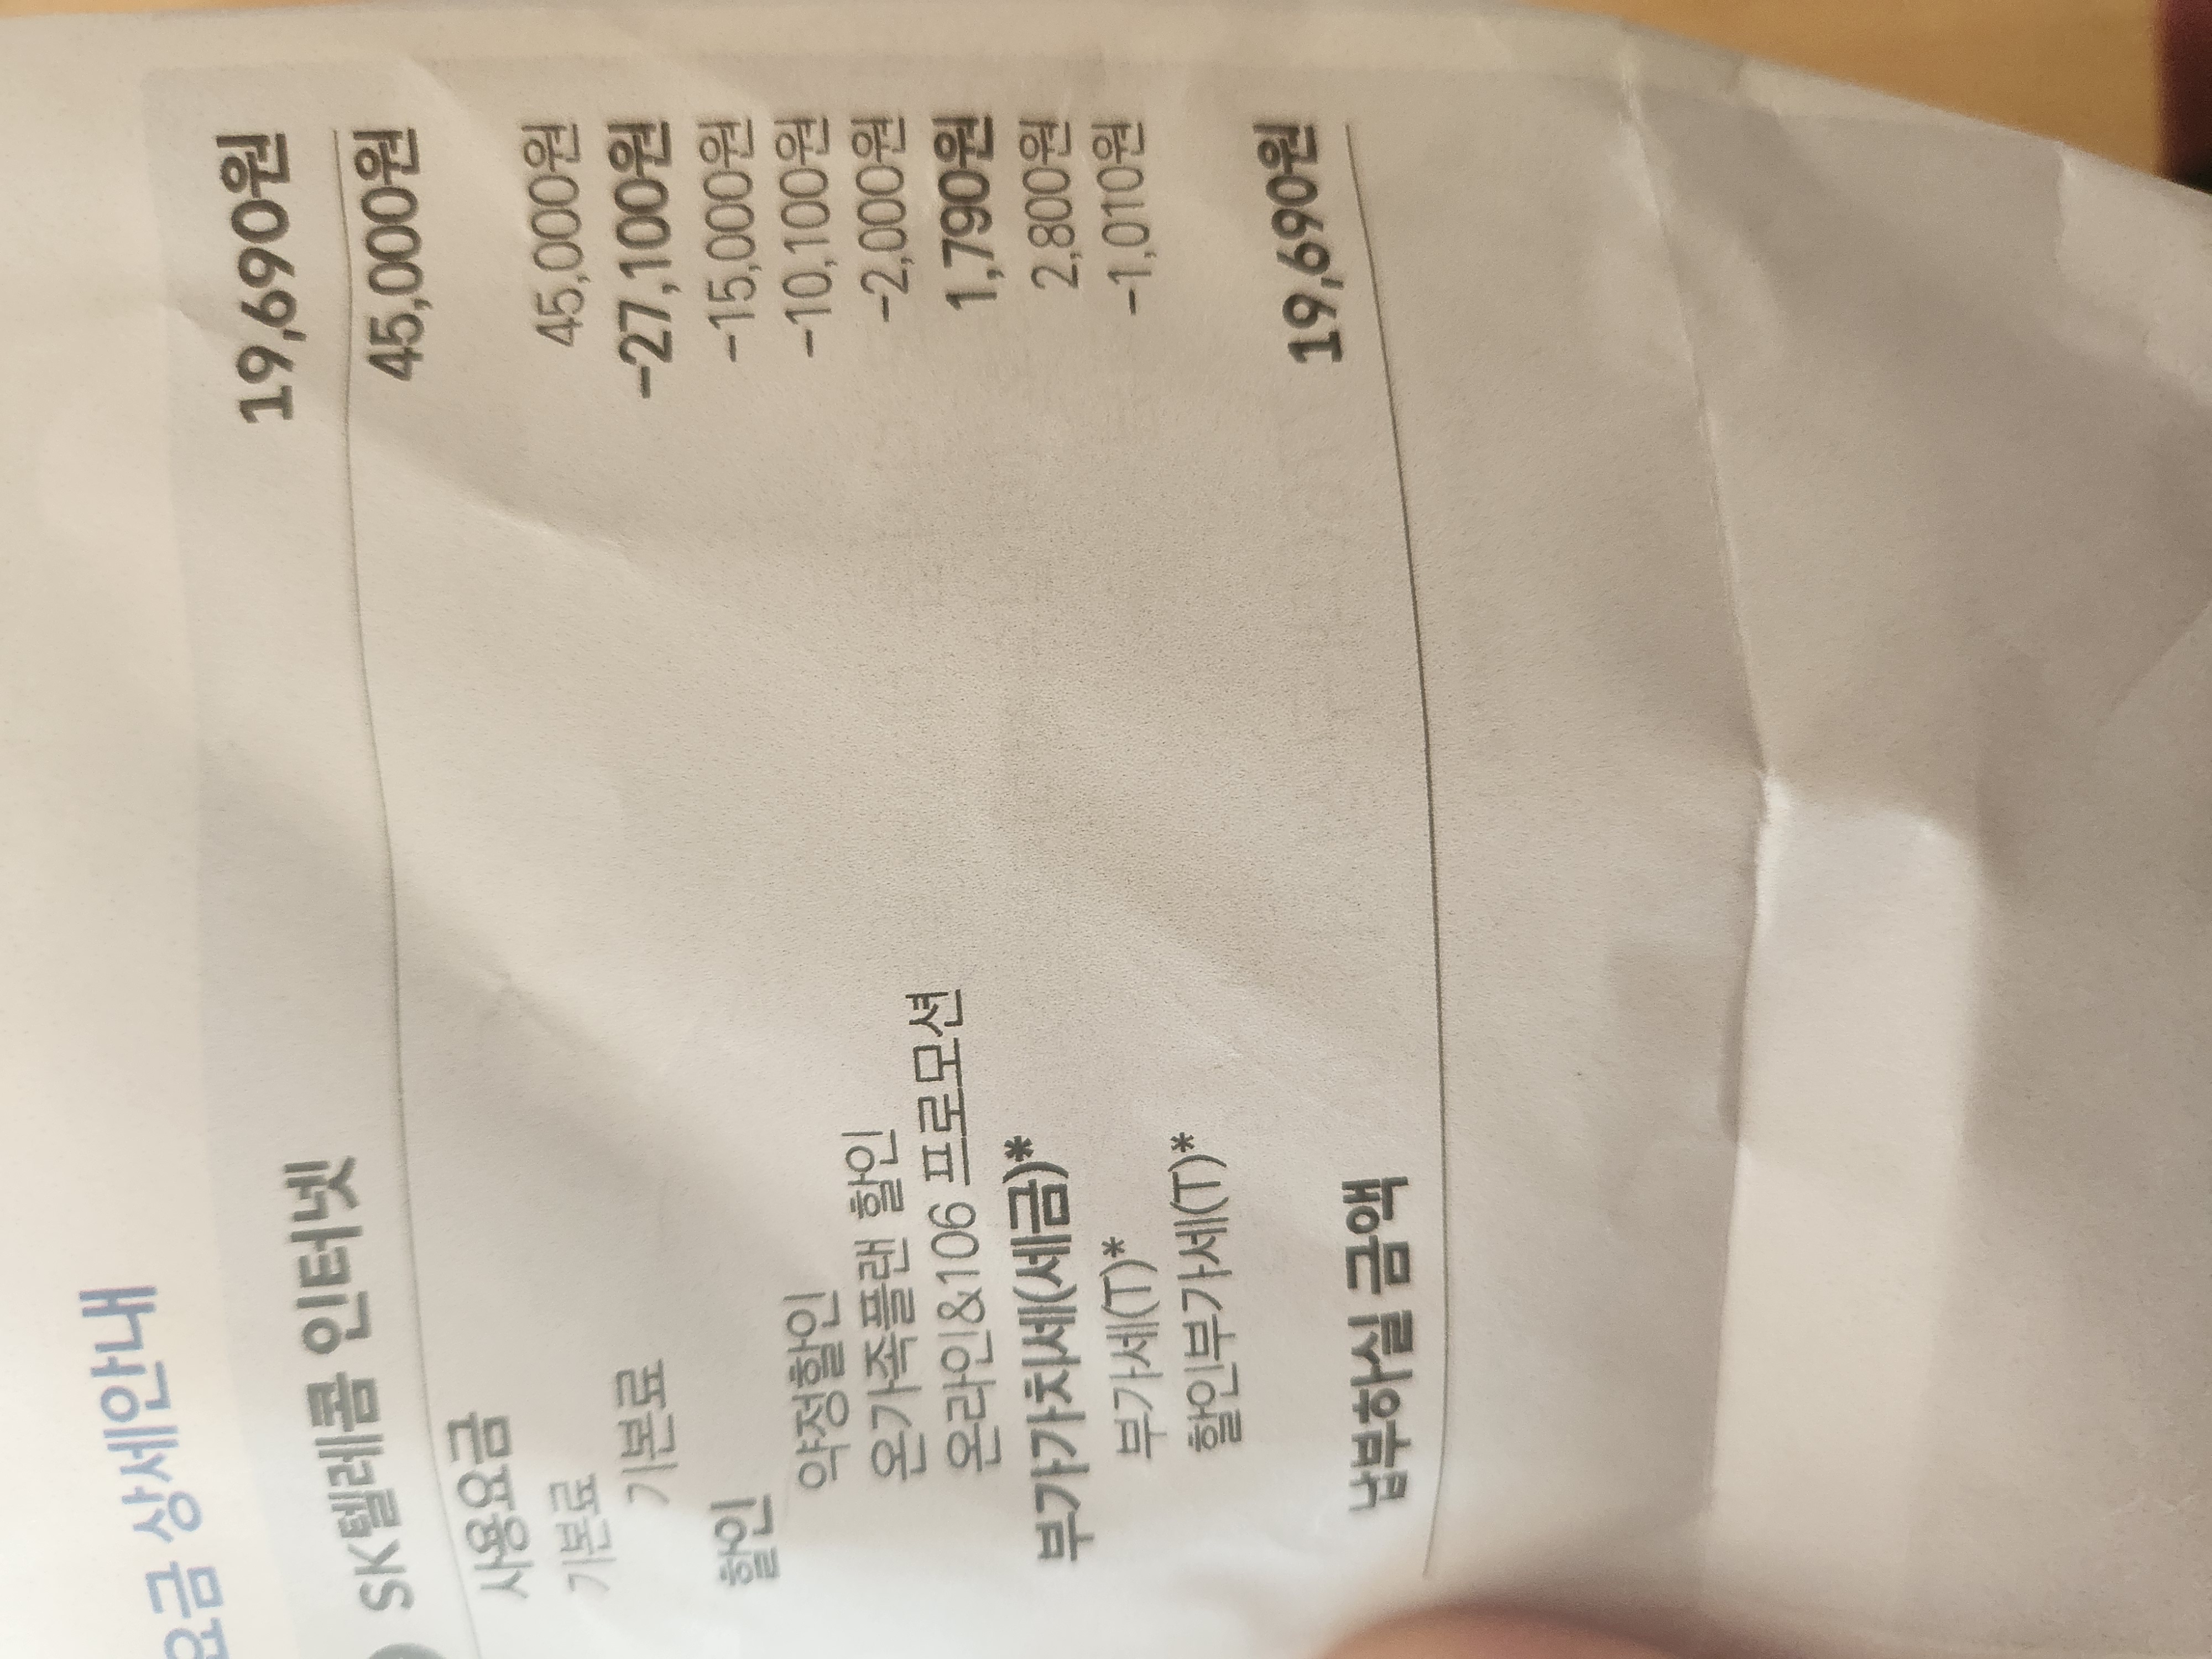 요금 상세안내
SK텔레콤 인터넷 19,690원
사용요금 45,000원
기본료
기본료 45,000원
할인 -27,100원
약정할인 -15,000원
온가족플랜 할인 -10,100원
온라인&106 프로모션 -2,000원
부가가치세(세금)* 1,790원
부가세(T)* 2,800원
할인부가세(T)* -1,010원
납부하실 금액 19,690원